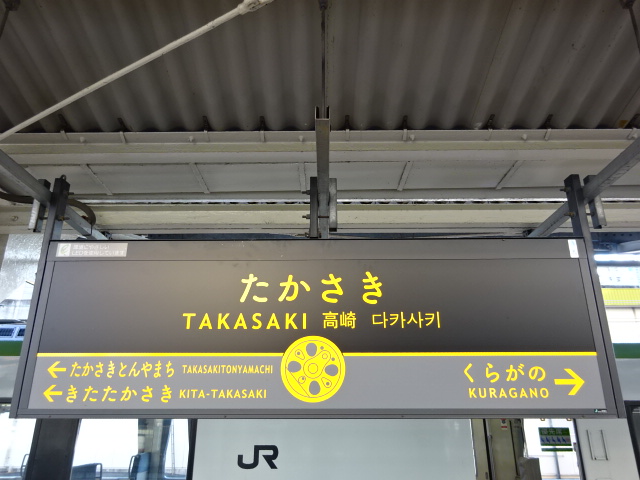 たかさき
TAKASAKI 高崎 다카사키
←たかさきとんやまち TAKASAKITONYAMACHI
←きたたかさき KITA-TAKASAKI
くらがの→
KURAGANO
JR